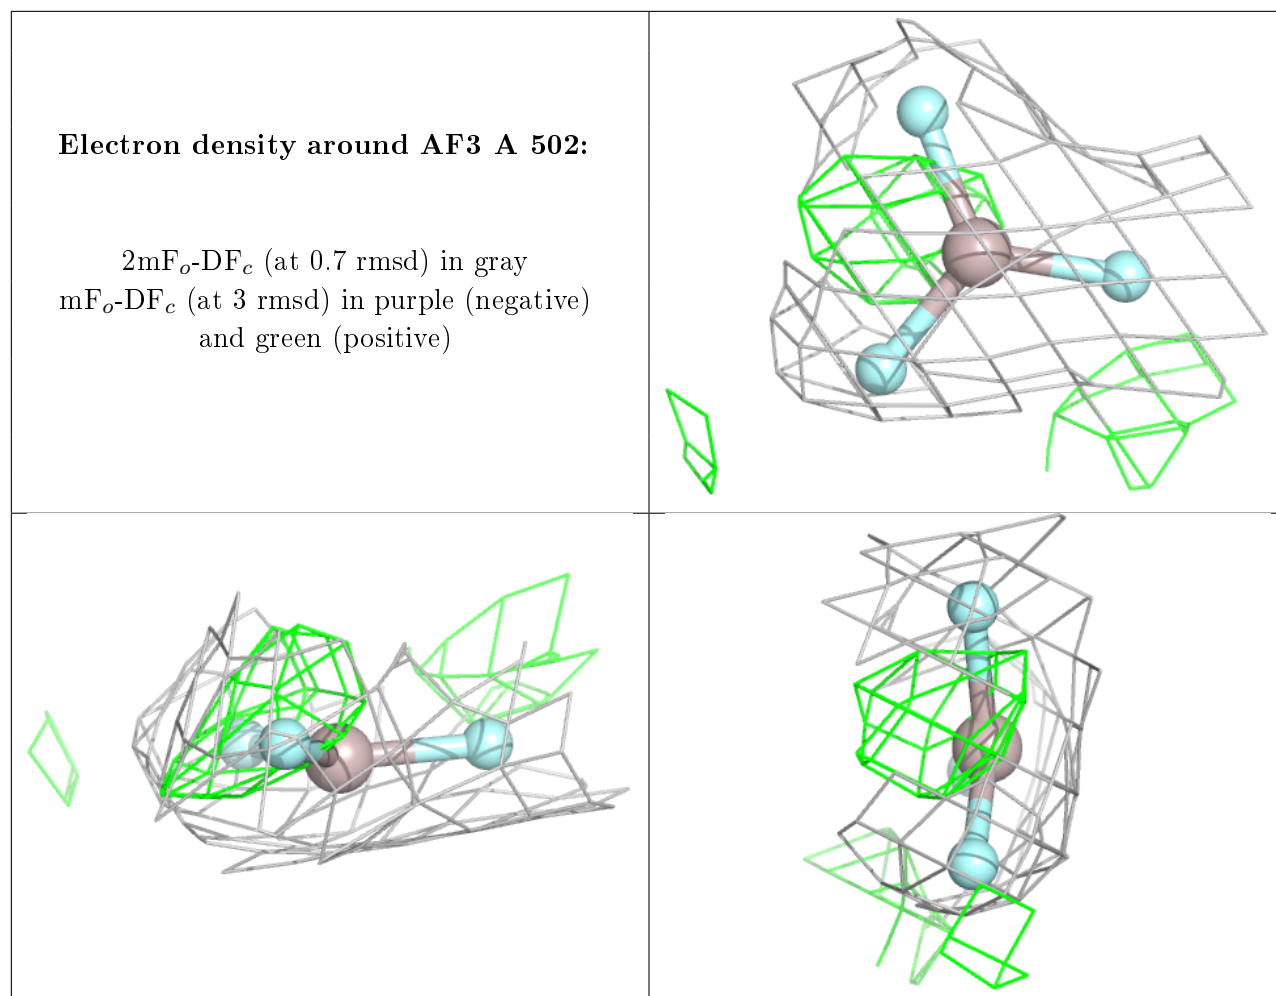 Electron density around AF3 A 502:
2mFo-DFc (at 0.7 rmsd) in gray
mFo-DFc (at 3 rmsd) in purple (negative)
and green (positive)